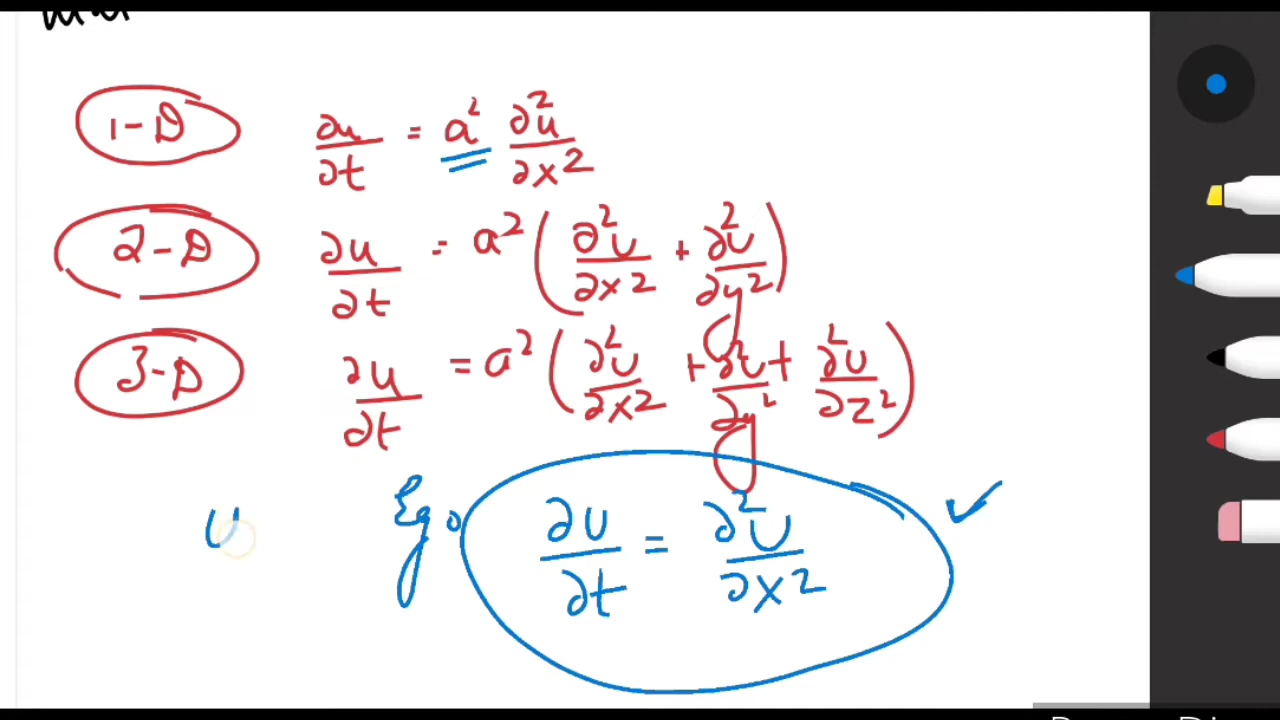 1-D ∂u/∂t = a² ∂²u/∂x²
2-D ∂u/∂t = a² (∂²u/∂x² + ∂²u/∂y²)
3-D ∂u/∂t = a² (∂²u/∂x² + ∂²u/∂y² + ∂²u/∂z²)
u Eg. ∂u/∂t = ∂²u/∂x² ✓